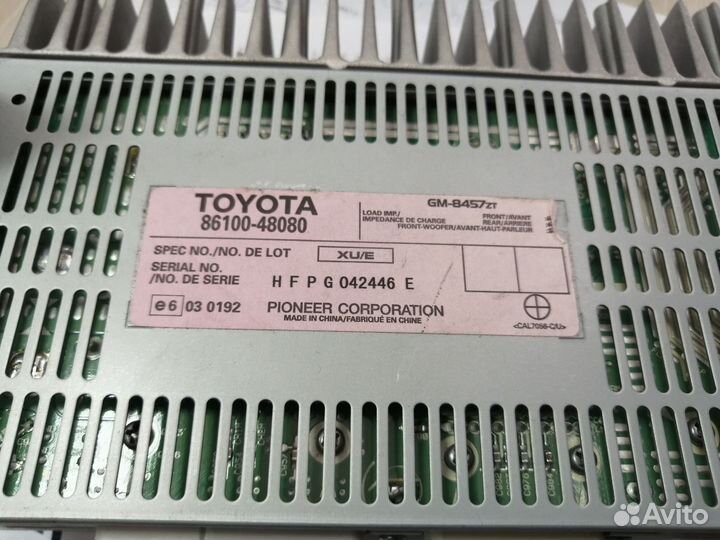 TOYOTA
86100-48080
GM-8457ZT
LOAD IMP./
IMPEDANCE DE CHARGE
FRONT/AVANT
REAR/ARRIERE
FRONT-WOOPER/AVANT-HAUT-PARLEUR
SPEC NO./NO. DE LOT
XU/E
SERIAL NO.
/NO. DE SERIE
H F P G 042446 E
e6 03 0192
PIONEER CORPORATION
MADE IN CHINA/FABRIQUÉ EN CHINE
<CAL7056-C/U>
Avito